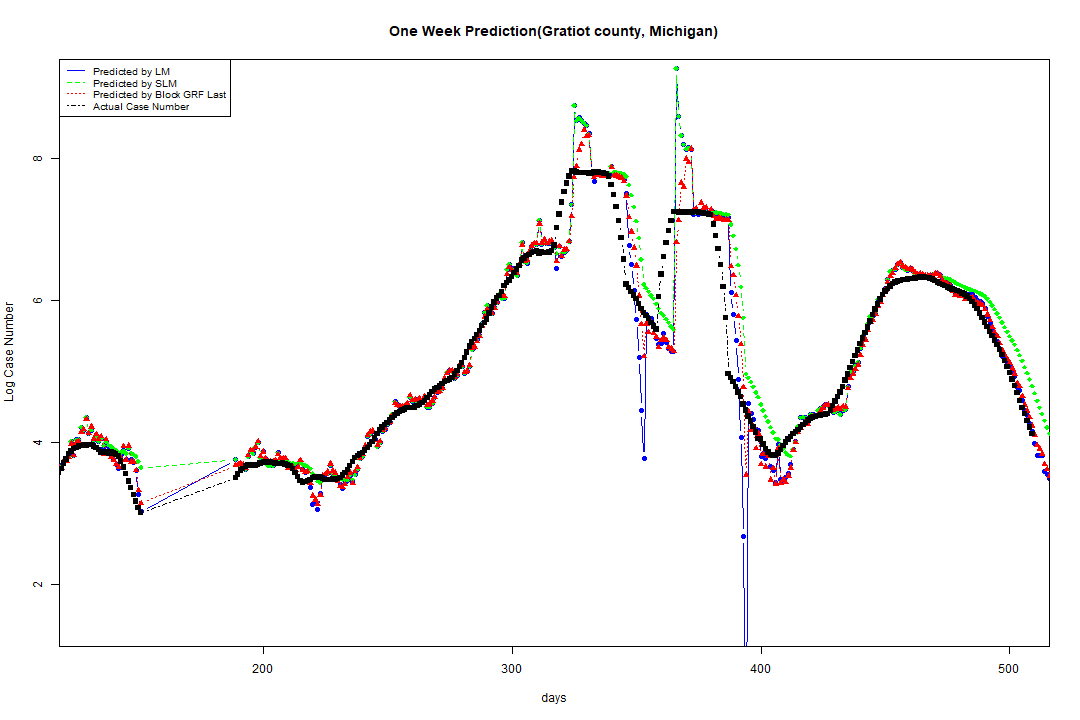 One Week Prediction(Gratiot county, Michigan)
Predicted by LM
Predicted by SLM
Predicted by Block GRF Last
Actual Case Number
8
6
4
2
Log Case Number
200 300 400 500
days